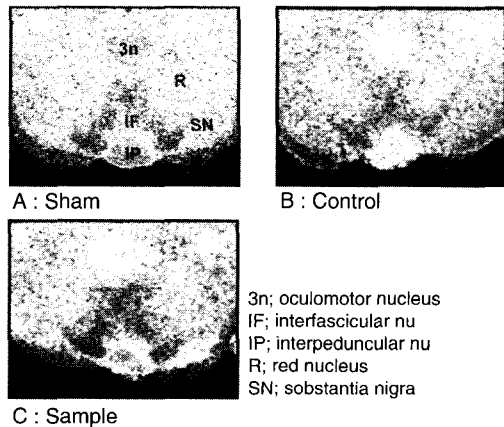 3n
R
IF
SN
IP
A : Sham
B : Control
C : Sample
3n; oculomotor nucleus
IF; interfascicular nu
IP; interpeduncular nu
R; red nucleus
SN; sobstantia nigra